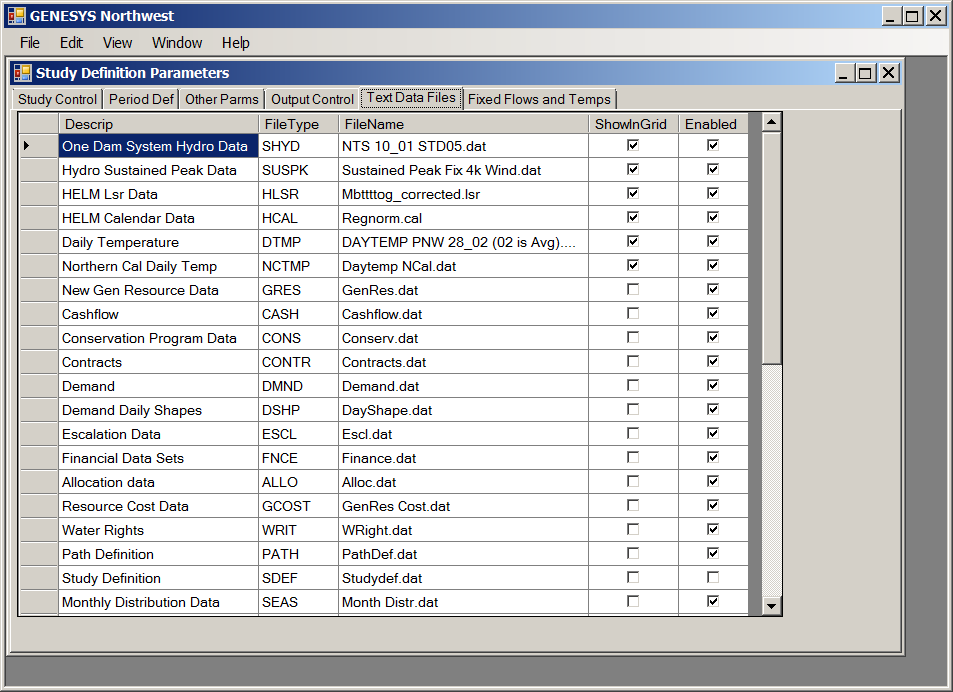 GENESYS Northwest
File Edit View Window Help
Study Definition Parameters
Study Control Period Def Other Parms Output Control Text Data Files Fixed Flows and Temps
Descrip FileType FileName ShowInGrid Enabled
One Dam System Hydro Data SHYD NTS 10_01 STD05.dat
Hydro Sustained Peak Data SUSPK Sustained Peak Fix 4k Wind.dat
HELM Lsr Data HLSR Mbttttog_corrected.lsr
HELM Calendar Data HCAL Regnorm.cal
Daily Temperature DTMP DAYTEMP PNW 28_02 (02 is Avg)....
Northern Cal Daily Temp NCTMP Daytemp NCal.dat
New Gen Resource Data GRES GenRes.dat
Cashflow CASH Cashflow.dat
Conservation Program Data CONS Conserv.dat
Contracts CONTR Contracts.dat
Demand DMND Demand.dat
Demand Daily Shapes DSHP DayShape.dat
Escalation Data ESCL Escl.dat
Financial Data Sets FNCE Finance.dat
Allocation data ALLO Alloc.dat
Resource Cost Data GCOST GenRes Cost.dat
Water Rights WRIT WRight.dat
Path Definition PATH PathDef.dat
Study Definition SDEF Studydef.dat
Monthly Distribution Data SEAS Month Distr.dat